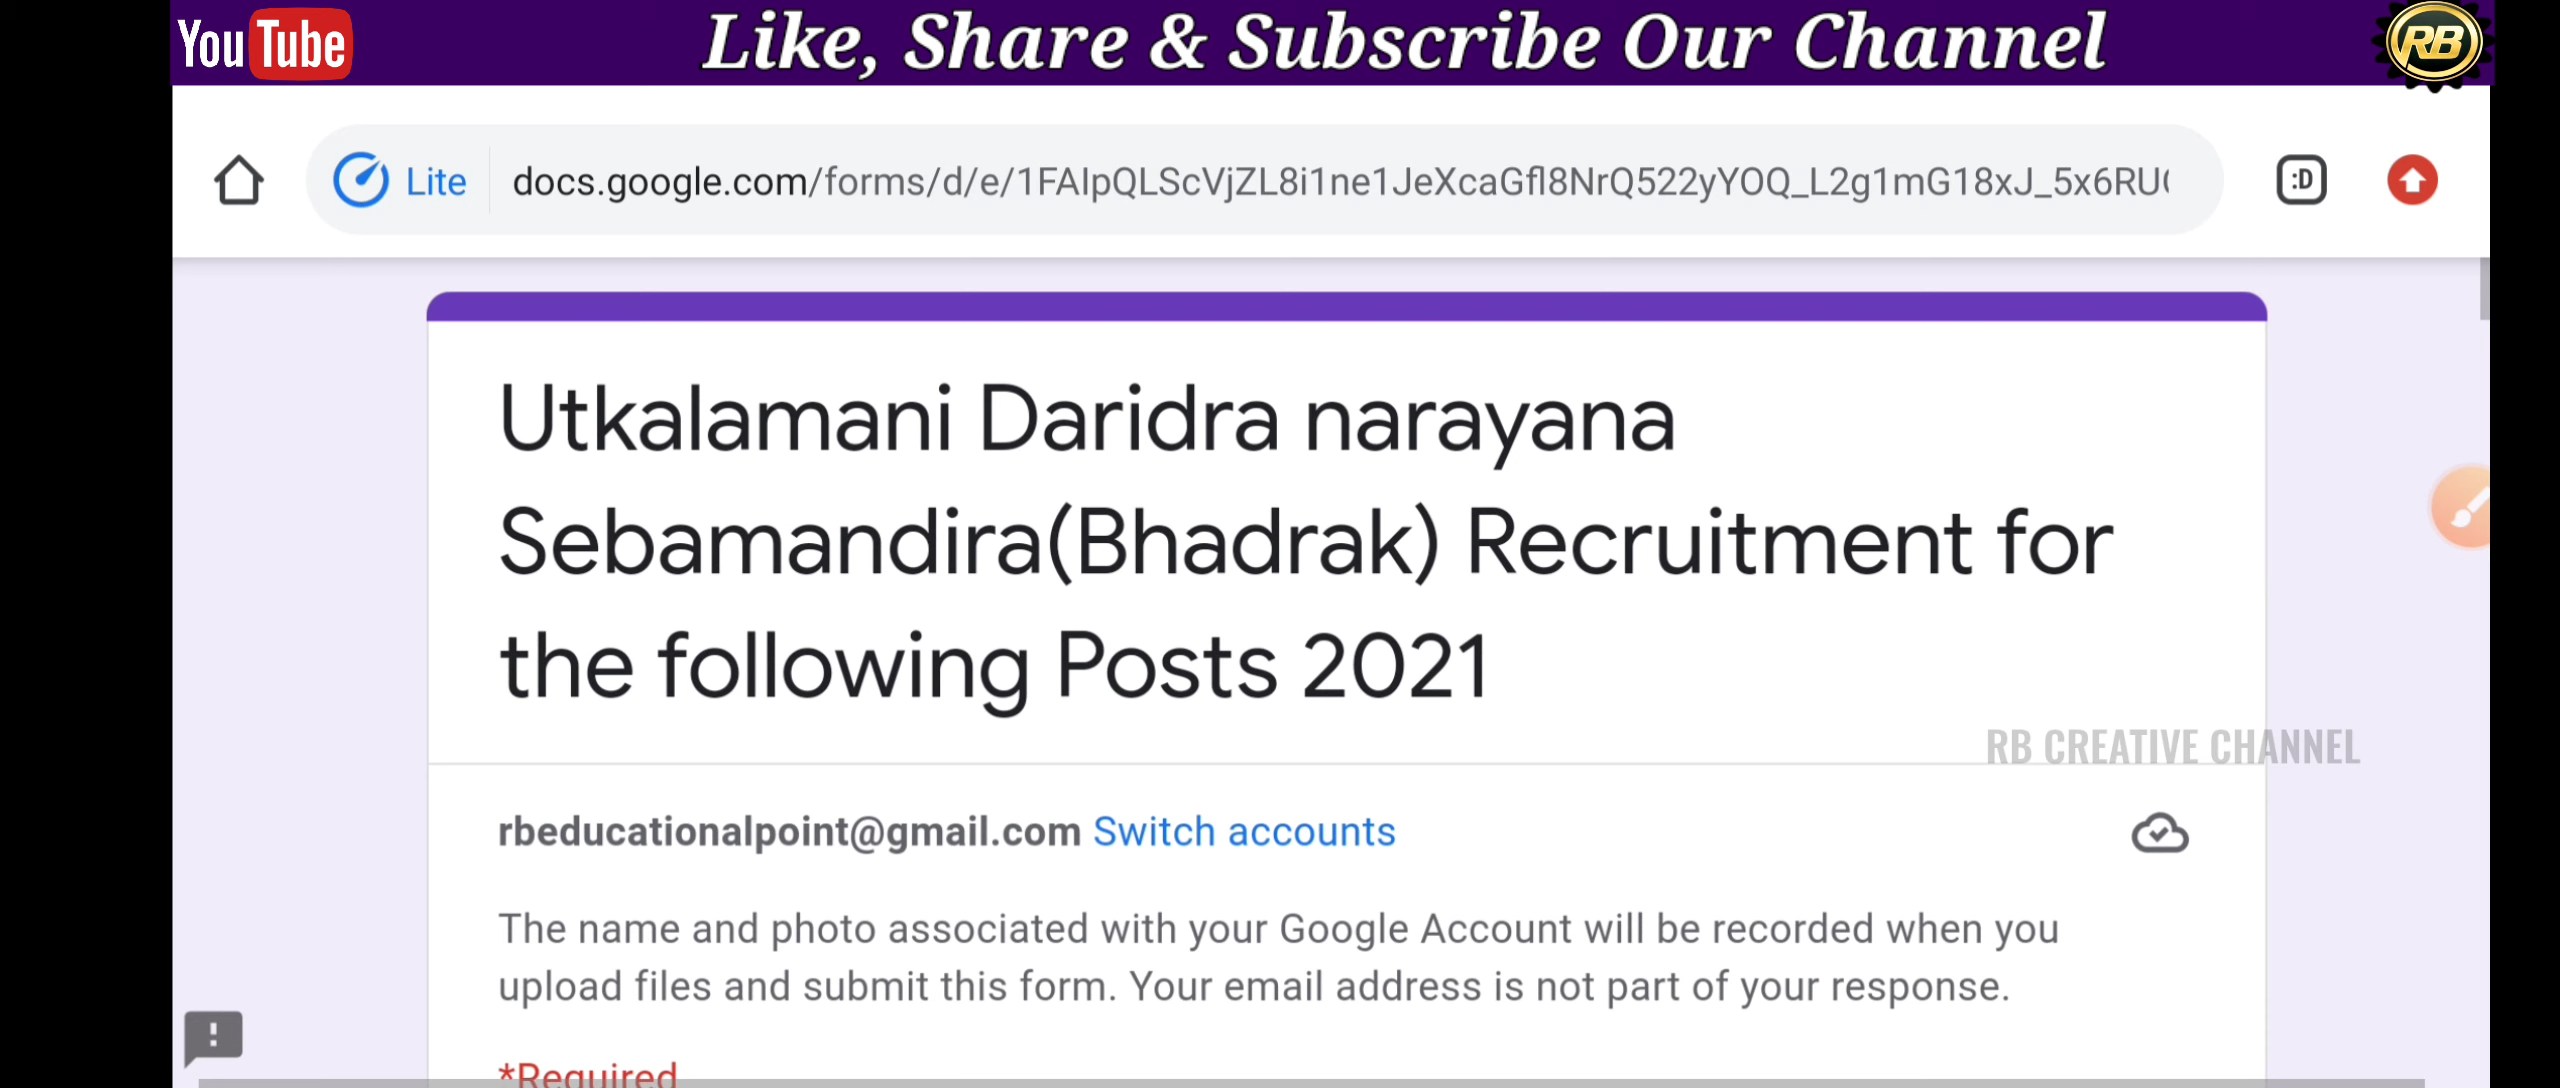 YouTube
Like, Share & Subscribe Our Channel
RB
Lite
docs.google.com/forms/d/e/1FAIpQLScVjZL8i1ne1JeXcaGfl8NrQ522yYOQ_L2g1mG18xJ_5x6RU
:D
Utkalamani Daridra narayana
Sebamandira(Bhadrak) Recruitment for
the following Posts 2021
RB CREATIVE CHANNEL
rbeducationalpoint@gmail.com Switch accounts
The name and photo associated with your Google Account will be recorded when you
upload files and submit this form. Your email address is not part of your response.
*Required